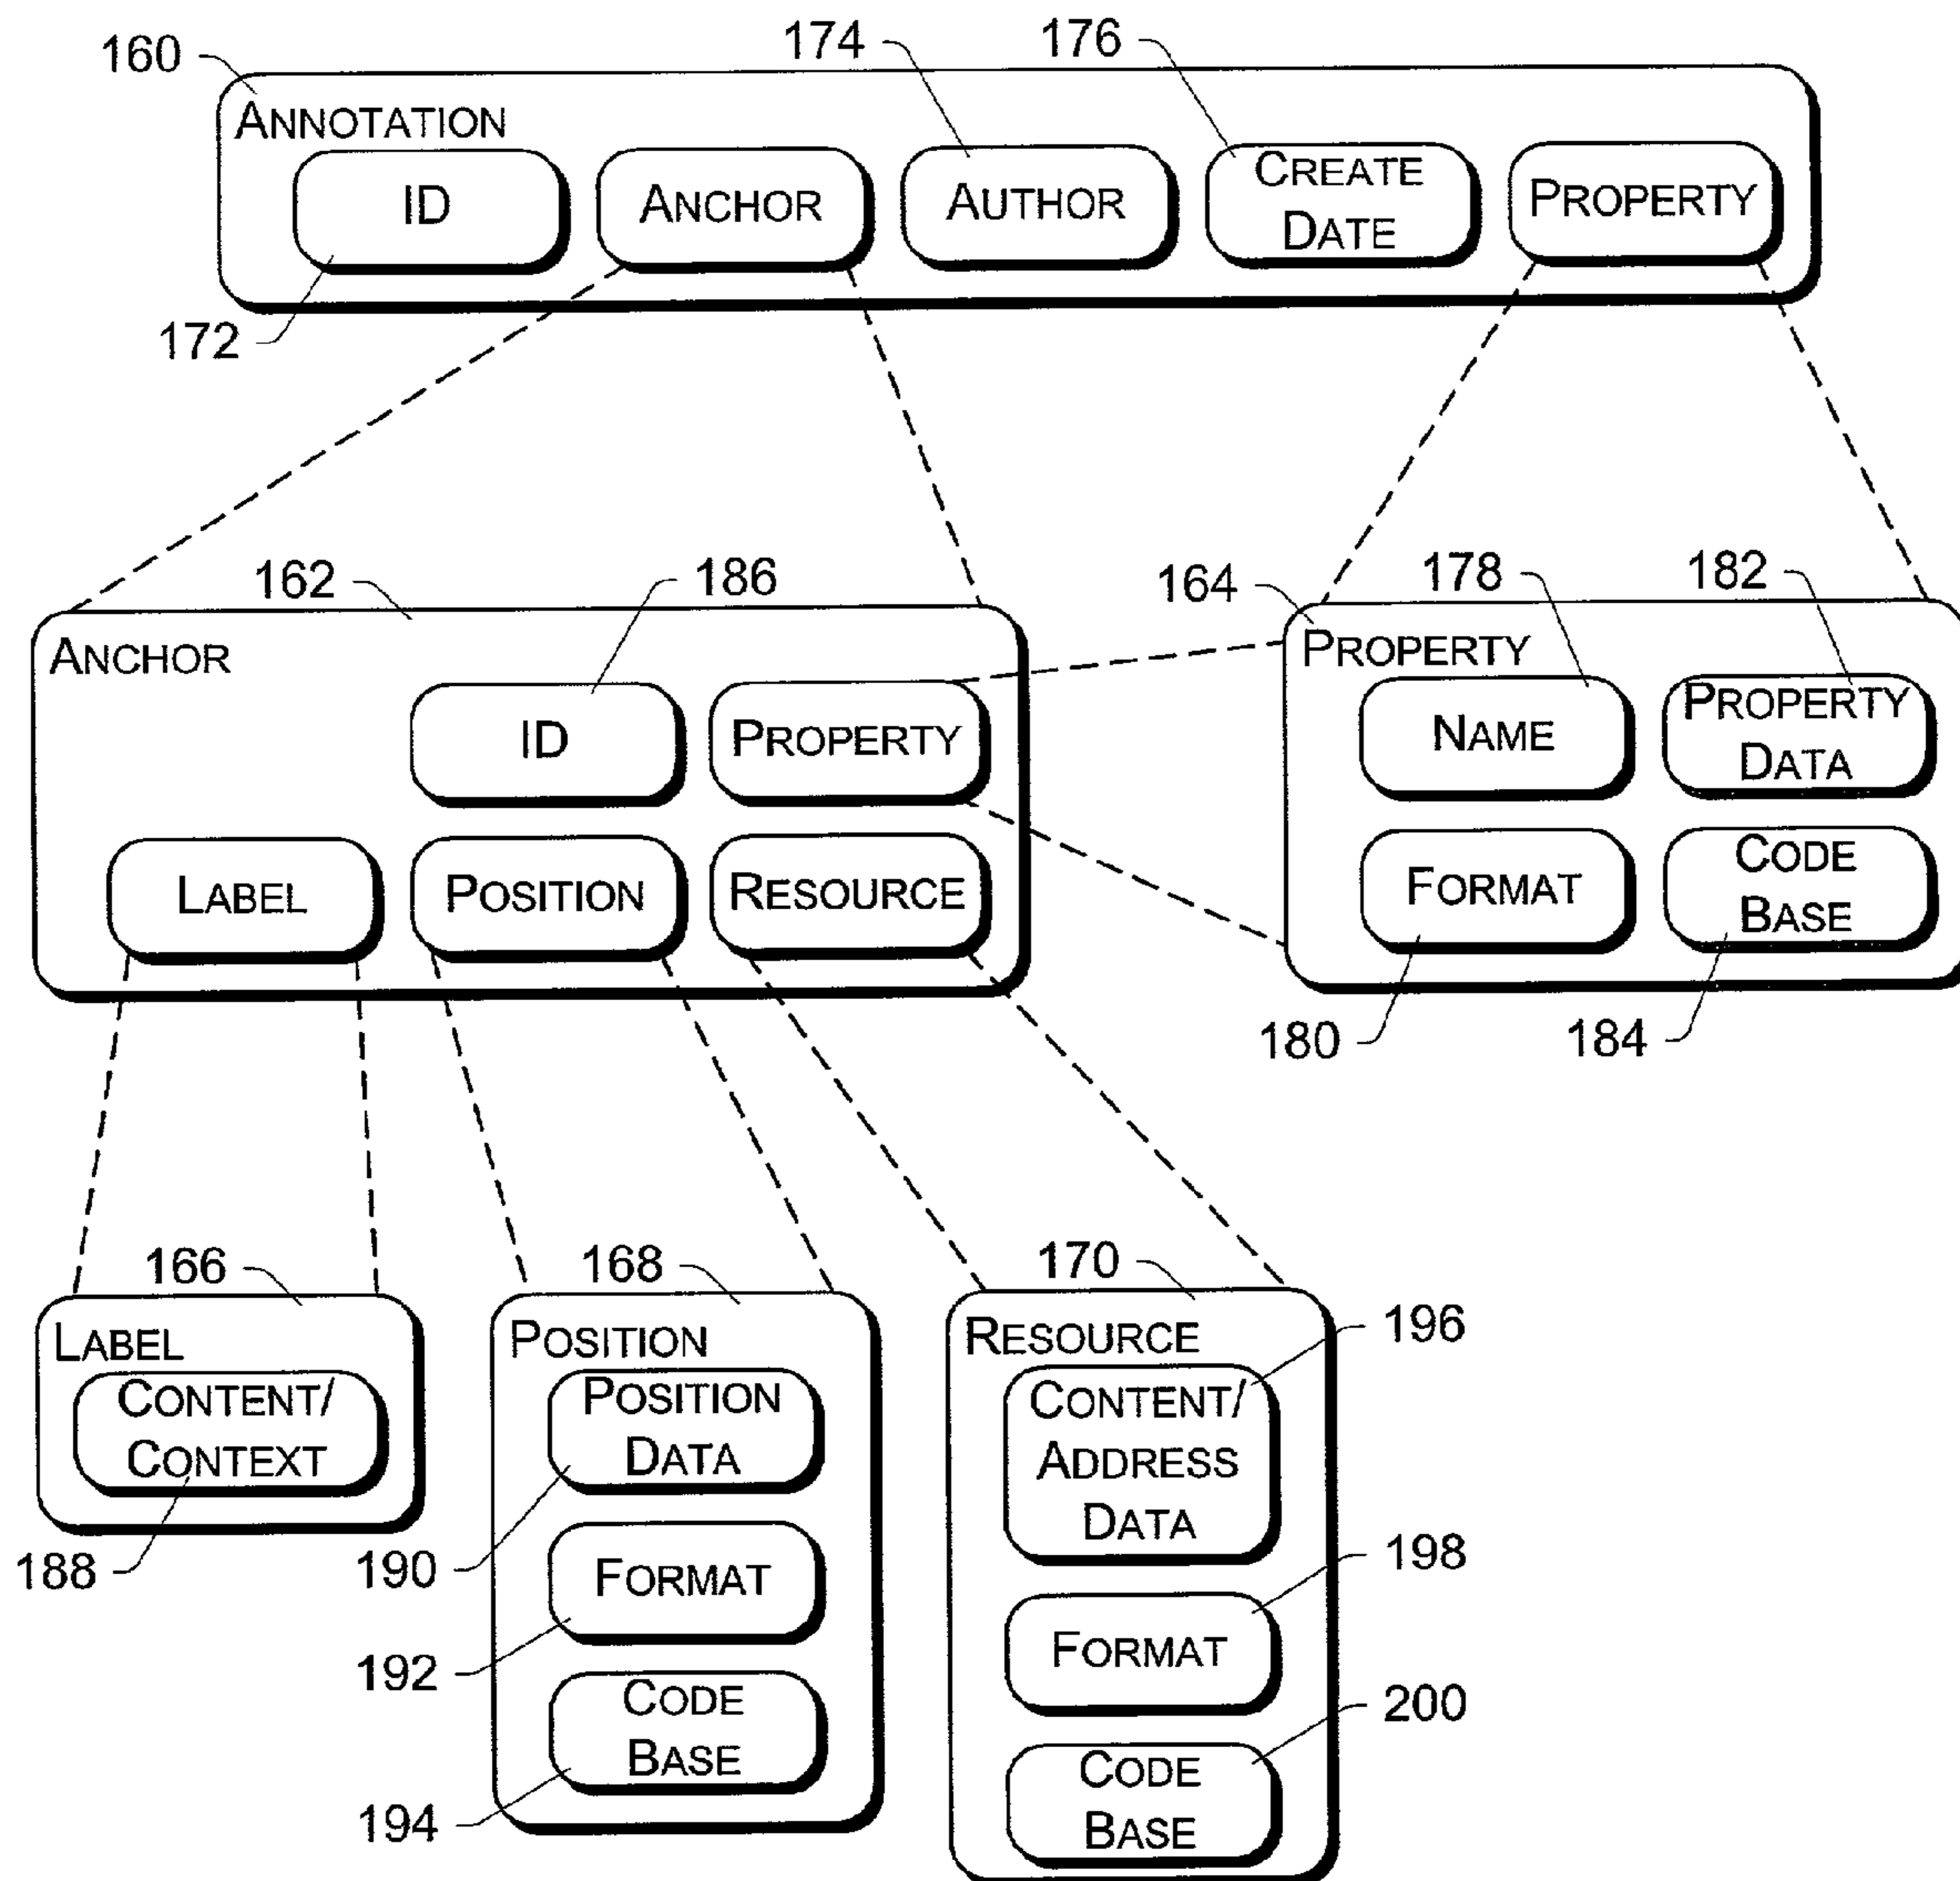 160
174
176
ANNOTATION
ID
ANCHOR
AUTHOR
CREATE
DATE
PROPERTY
172
162
186
164
178
182
ANCHOR
ID
PROPERTY
LABEL
POSITION
RESOURCE
PROPERTY
NAME
PROPERTY
DATA
FORMAT
CODE
BASE
180
184
166
168
170
LABEL
CONTENT/
CONTEXT
188
POSITION
POSITION
DATA
190
FORMAT
192
CODE
BASE
194
RESOURCE
196
CONTENT/
ADDRESS
DATA
198
FORMAT
200
CODE
BASE